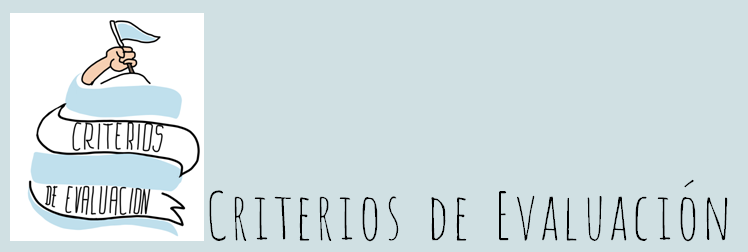 CRITERIOS
DE EVALUACION
CRITERIOS DE EVALUACIÓN